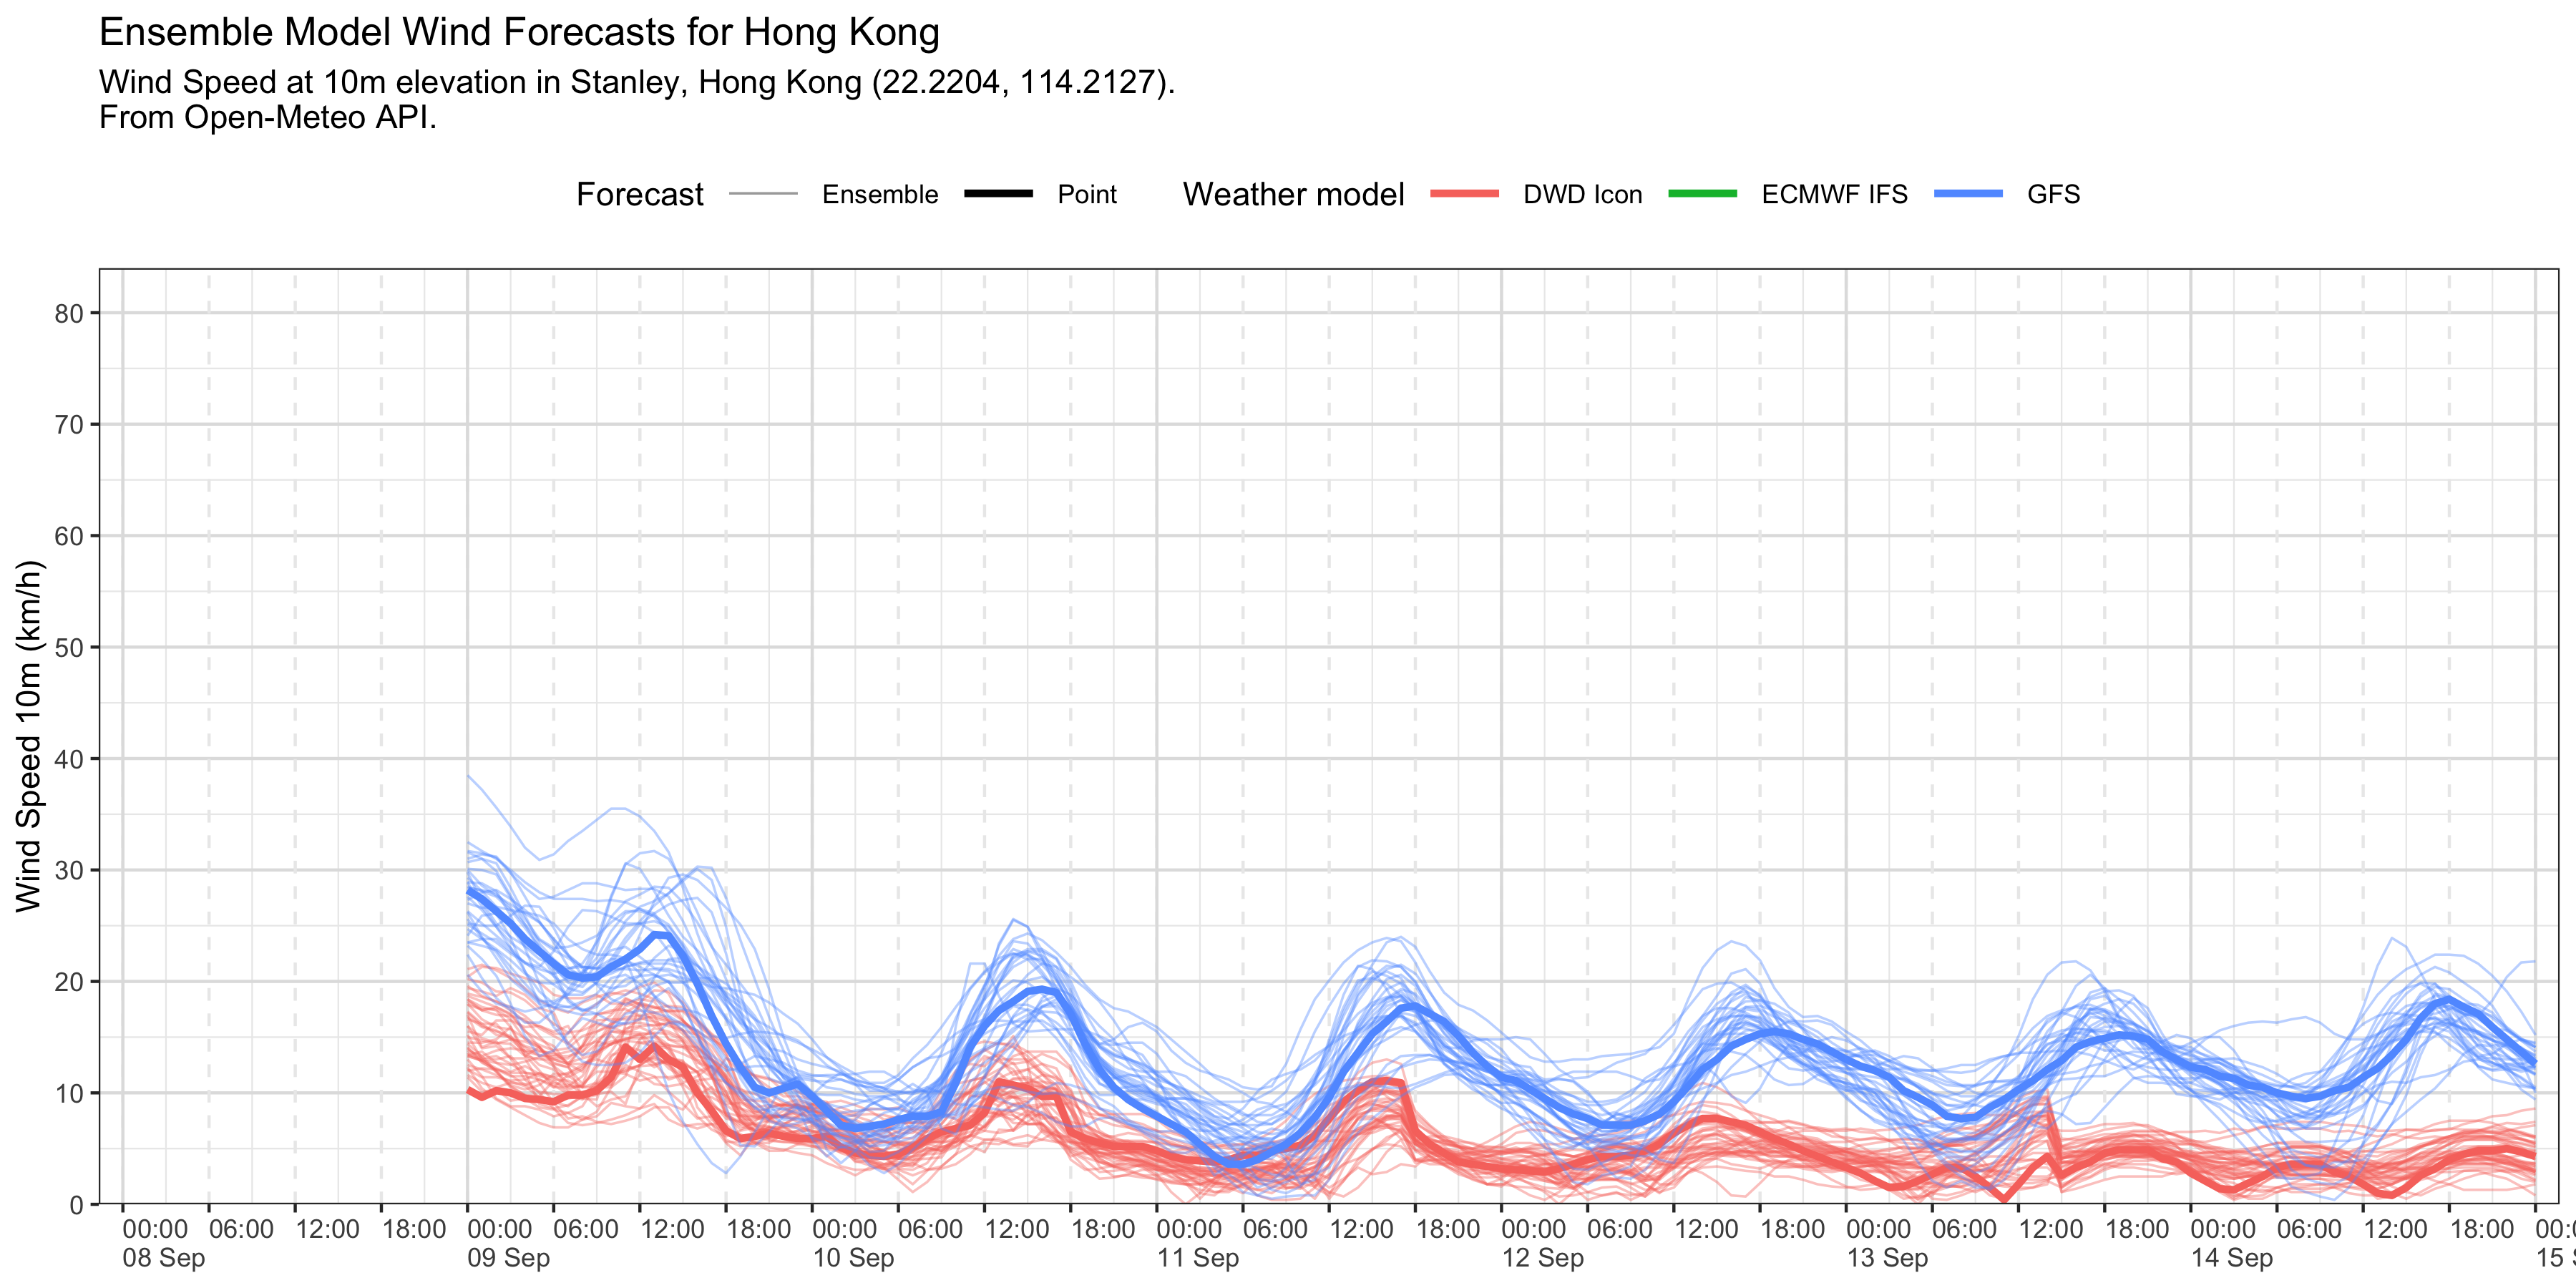 Ensemble Model Wind Forecasts for Hong Kong
Wind Speed at 10m elevation in Stanley, Hong Kong (22.2204, 114.2127).
From Open-Meteo API.
Forecast Ensemble Point Weather model DWD Icon ECMWF IFS GFS
Wind Speed 10m (km/h)
80
70
60
50
40
30
20
10
0
00:00 06:00 12:00 18:00 00:00 06:00 12:00 18:00 00:00 06:00 12:00 18:00 00:00 06:00 12:00 18:00 00:00 06:00 12:00 18:00 00:00 06:00 12:00 18:00 00:00 06:00 12:00 18:00 00:0
08 Sep 09 Sep 10 Sep 11 Sep 12 Sep 13 Sep 14 Sep 15 S